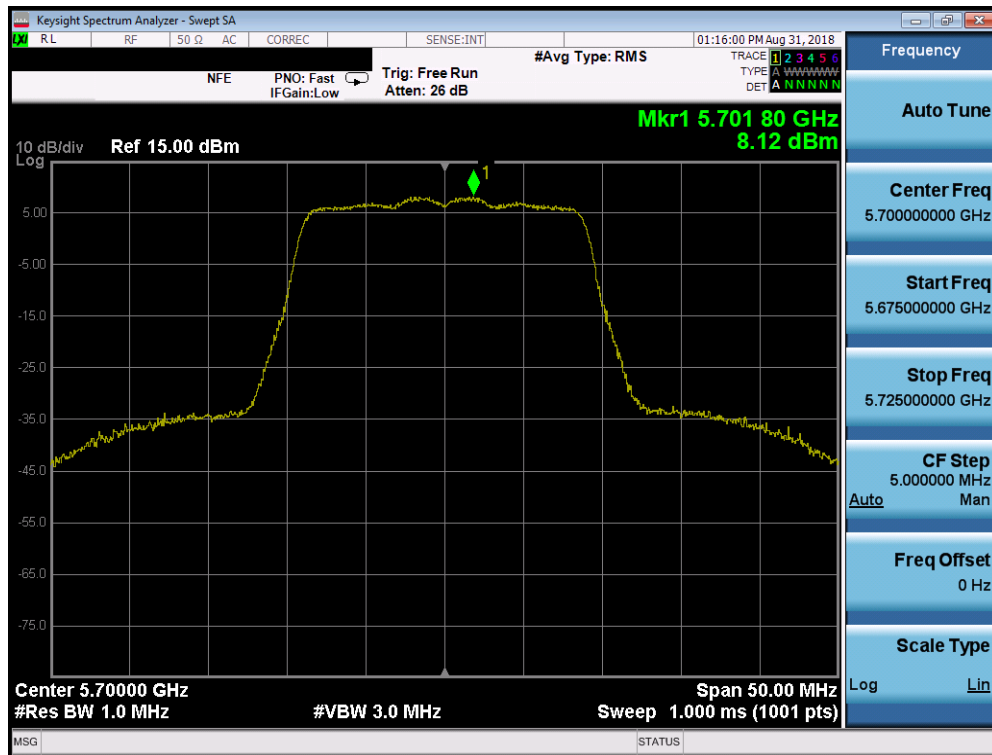 Keysight Spectrum Analyzer - Swept SA
LXI RL RF 50 Ω AC CORREC SENSE:INT 01:16:00 PM Aug 31, 2018
Frequency
#Avg Type: RMS
TRACE 1 2 3 4 5 6
TYPE A WWWWW
DET A N N N N N
NFE PNO: Fast Trig: Free Run
IFGain:Low Atten: 26 dB
Mkr1 5.701 80 GHz
8.12 dBm
10 dB/div Ref 15.00 dBm
Log
1
5.00
-5.00
-15.0
-25.0
-35.0
-45.0
-55.0
-65.0
-75.0
Center 5.70000 GHz Span 50.00 MHz
#Res BW 1.0 MHz #VBW 3.0 MHz Sweep 1.000 ms (1001 pts)
MSG STATUS
Auto Tune
Center Freq
5.700000000 GHz
Start Freq
5.675000000 GHz
Stop Freq
5.725000000 GHz
CF Step
5.000000 MHz
Auto Man
Freq Offset
0 Hz
Scale Type
Log Lin